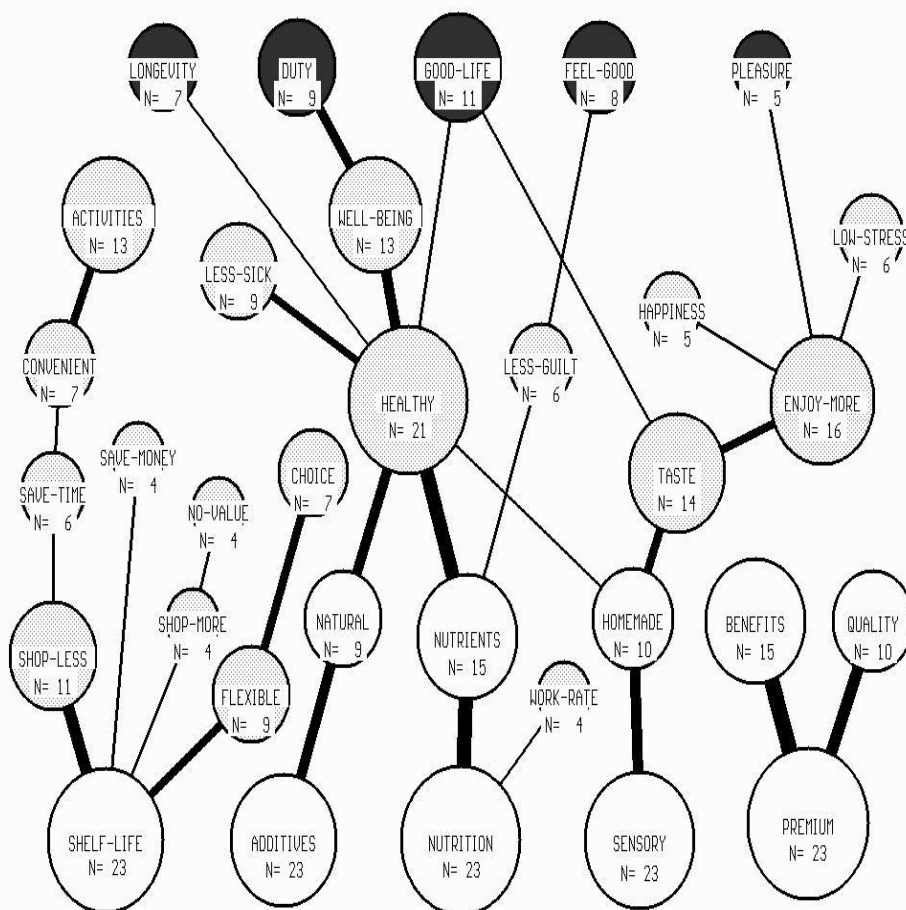 LONGEVITY
N= 7
DUTY
N= 9
GOOD-LIFE
N= 11
FEEL-GOOD
N= 8
PLEASURE
N= 5
ACTIVITIES
N= 13
WELL-BEING
N= 13
LOW-STRESS
N= 6
LESS-SICK
N= 9
HAPPINESS
N= 5
CONVENIENT
N= 7
LESS-GUILT
N= 6
HEALTHY
N= 21
ENJOY-MORE
N= 16
SAVE-MONEY
N= 4
CHOICE
N= 7
TASTE
N= 14
SAVE-TIME
N= 6
NO-VALUE
N= 4
SHOP-MORE
N= 4
NATURAL
N= 9
NUTRIENTS
N= 15
HOMEMADE
N= 10
BENEFITS
N= 15
QUALITY
N= 10
SHOP-LESS
N= 11
FLEXIBLE
N= 9
WORK-RATE
N= 4
SHELF-LIFE
N= 23
ADDITIVES
N= 23
NUTRITION
N= 23
SENSORY
N= 23
PREMIUM
N= 23